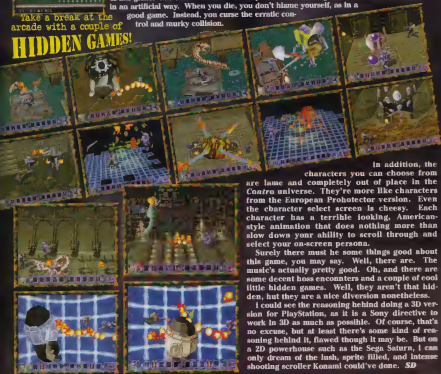 in an artificial way. When you die, you don't blame yourself, as in a
good game. Instead, you curse the erratic con-
trol and murky collision.
Take a break at the
arcade with a couple of
HIDDEN GAMES!
In addition, the
characters you can choose from
are lame and completely out of place in the
Contra universe. They're more like characters
from the European Probotector version. Even
the character select screen is cheesy. Each
character has a terrible looking, American-
style animation that does nothing more than
slow down your ability to scroll through and
select your on-screen persona.
Surely there must be some things good about
this game, you may say. Well, there are. The
music's actually pretty good. Oh, and there are
some decent boss encounters and a couple of cool
little hidden games. Well, they aren't that hid-
den, but they are a nice diversion nonetheless.
I could see the reasoning behind doing a 3D ver-
sion for PlayStation, as it is a Sony directive to
work in 3D as much as possible. Of course, that's
no excuse, but at least there's some kind of rea-
soning behind it, flawed though it may be. But on
a 2D powerhouse such as the Sega Saturn, I can
only dream of the lush, sprite filled, and intense
shooting scroller Konami could've done. SD